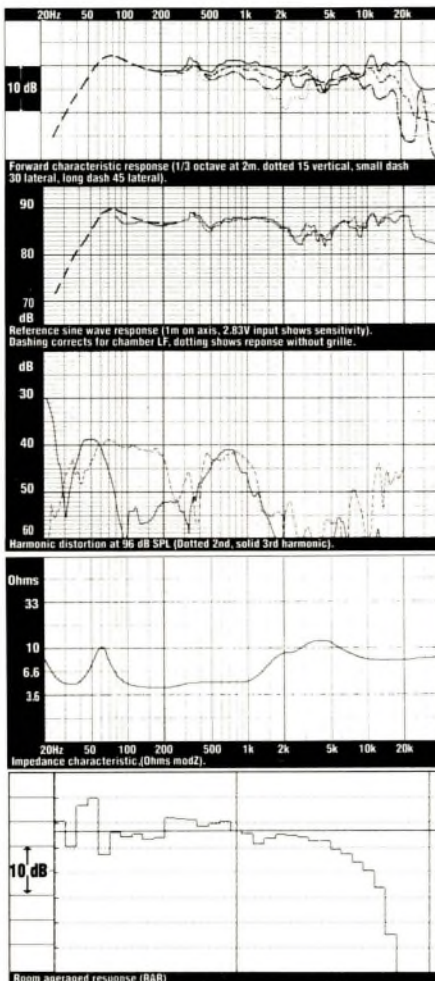 20Hz 50 100 200 500 1k 2k 5k 10k 20k
10 dB
Forward characteristic response (1/3 octave at 2m. dotted 15 vertical, small dash
30 lateral, long dash 45 lateral).
90
80
70
dB
Reference sine wave response (1m on axis, 2.83V input shows sensitivity).
Dashing corrects for chamber LF, dotting shows reponse without grille.
dB
30
40
50
60
Harmonic distortion at 96 dB SPL (Dotted 2nd, solid 3rd harmonic).
Ohms
33
10
6.6
3.6
20Hz 50 100 200 500 1k 2k 5k 10k 20k
Impedance characteristic.(Ohms modZ).
10 dB
Room averaged response (RAR)